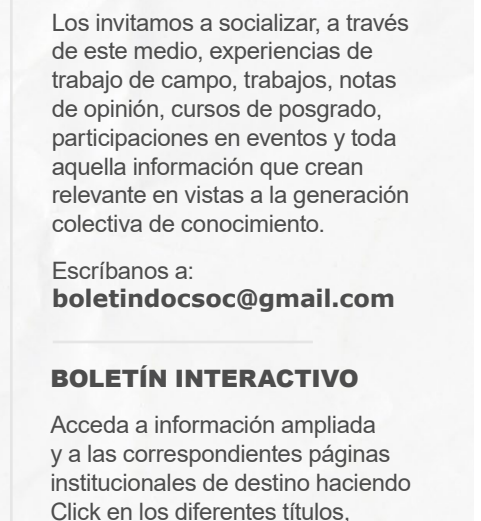 Los invitamos a socializar, a través
de este medio, experiencias de
trabajo de campo, trabajos, notas
de opinión, cursos de posgrado,
participaciones en eventos y toda
aquella información que crean
relevante en vistas a la generación
colectiva de conocimiento.
Escríbanos a:
boletindocsoc@gmail.com
BOLETÍN INTERACTIVO
Acceda a información ampliada
y a las correspondientes páginas
institucionales de destino haciendo
Click en los diferentes títulos,